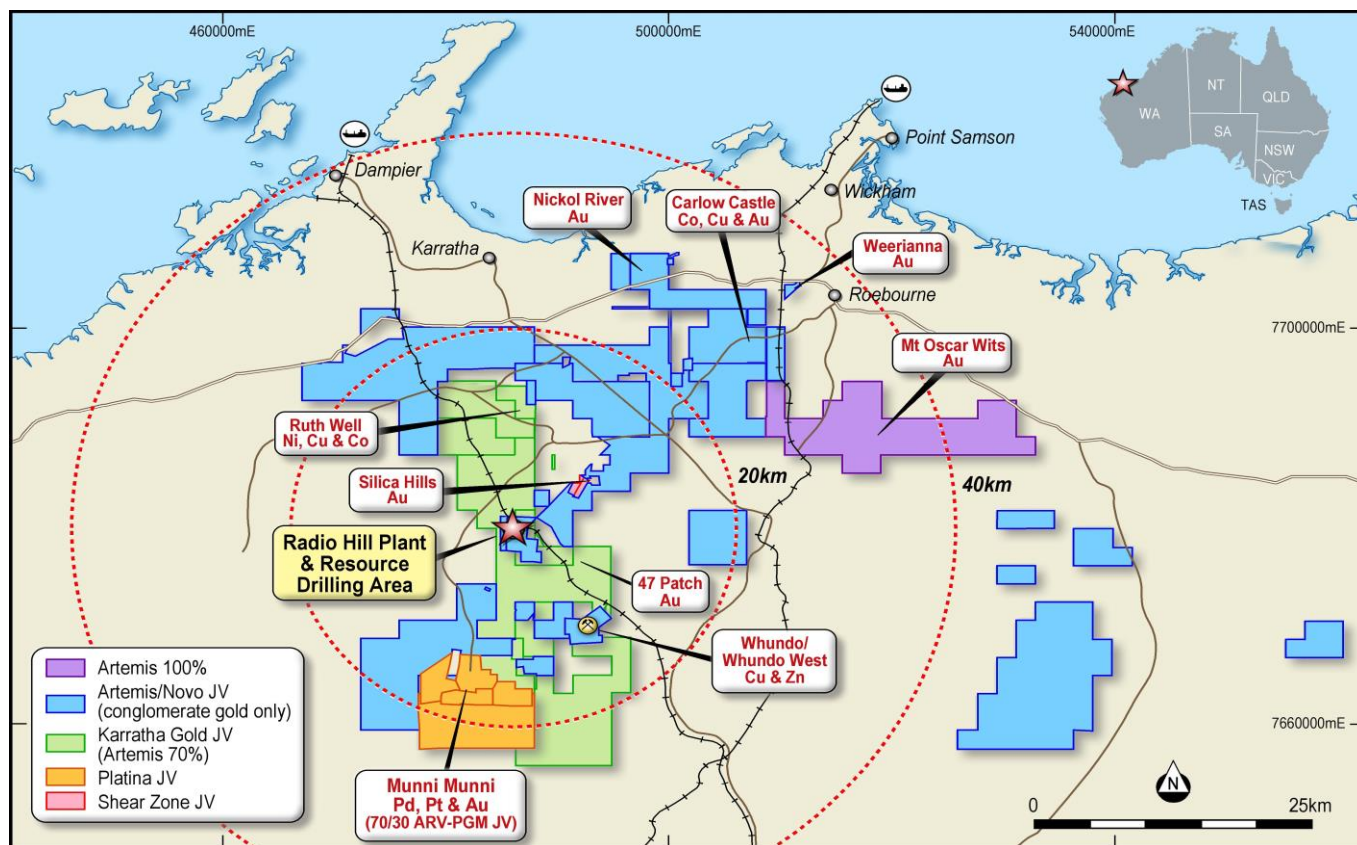 460000mE
500000mE
540000mE
NT
QLD
WA
SA
NSW
VIC
TAS
Point Samson
Dampier
Wickham
Nickol River
Au
Carlow Castle
Co, Cu & Au
Karratha
Weerianna
Au
Roebourne
7700000mE
Mt Oscar Wits
Au
Ruth Well
Ni, Cu & Co
20km
40km
Silica Hills
Au
Radio Hill Plant
& Resource
Drilling Area
47 Patch
Au
Whundo/
Whundo West
Cu & Zn
Artemis 100%
Artemis/Novo JV
(conglomerate gold only)
Karratha Gold JV
(Artemis 70%)
Platina JV
Shear Zone JV
7660000mE
Munni Munni
Pd, Pt & Au
(70/30 ARV-PGM JV)
N
0
25km